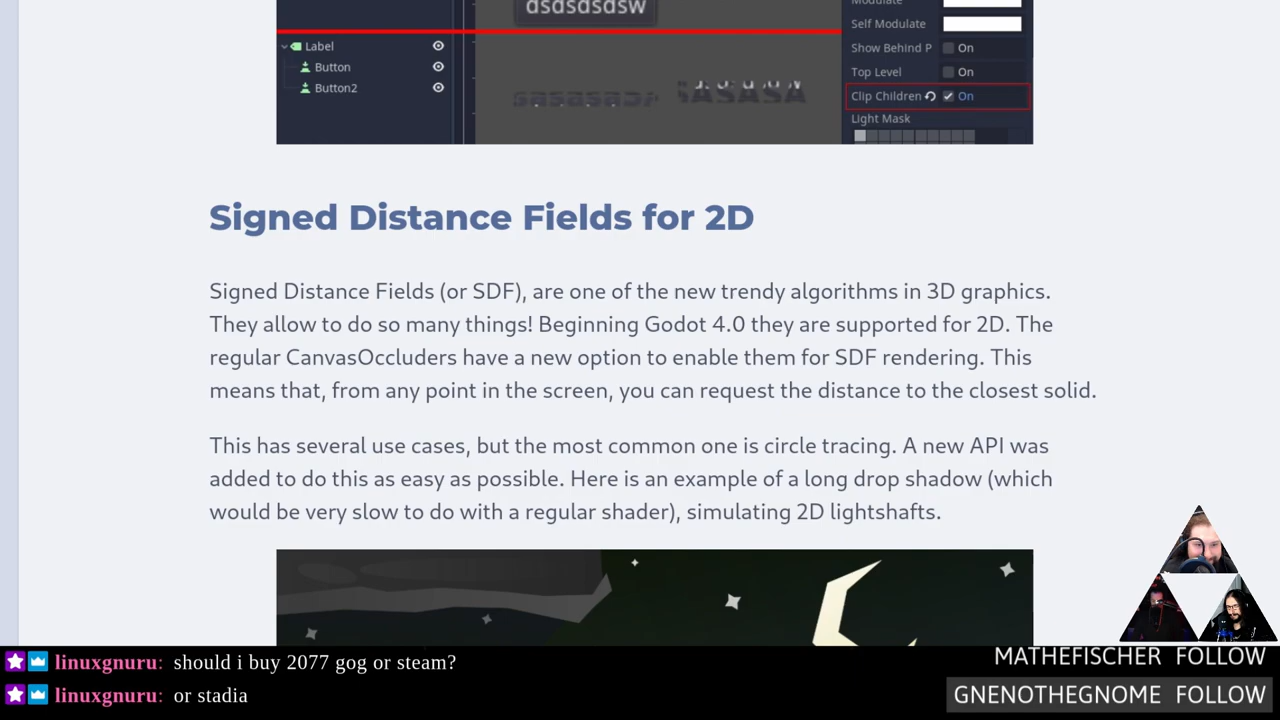 dsdsdsdsw
Modulate
Self Modulate
Label
Show Behind P On
Button
Top Level On
Button2
Clip Children On
Light Mask
Signed Distance Fields for 2D
Signed Distance Fields (or SDF), are one of the new trendy algorithms in 3D graphics.
They allow to do so many things! Beginning Godot 4.0 they are supported for 2D. The
regular CanvasOccluders have a new option to enable them for SDF rendering. This
means that, from any point in the screen, you can request the distance to the closest solid.
This has several use cases, but the most common one is circle tracing. A new API was
added to do this as easy as possible. Here is an example of a long drop shadow (which
would be very slow to do with a regular shader), simulating 2D lightshafts.
linuxgnuru: should i buy 2077 gog or steam?
linuxgnuru: or stadia
MATHEFISCHER FOLLOW
GNENOTHEGNOME FOLLOW